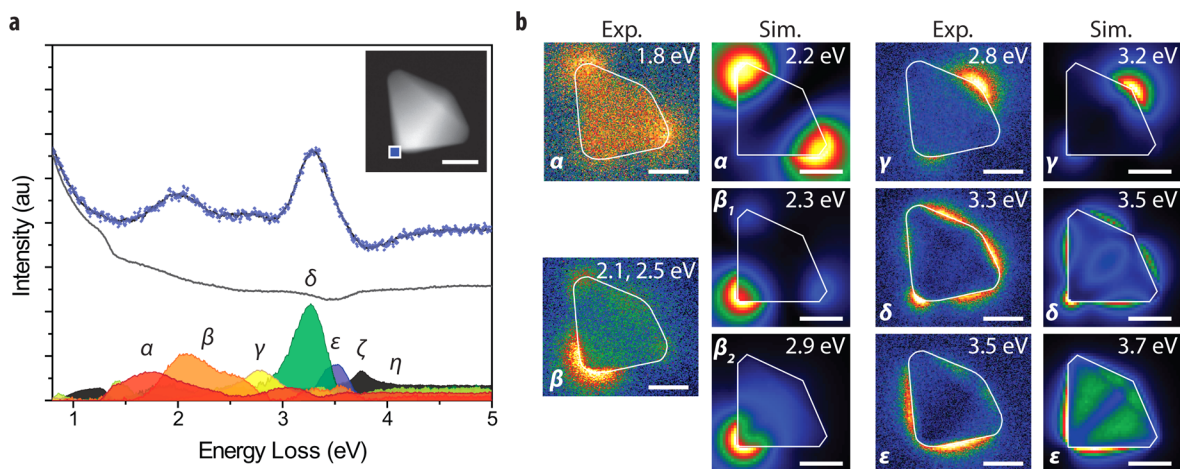 a
Intensity (au)
α
β
γ
δ
ε
ζ
η
1
2
3
4
5
Energy Loss (eV)
b
Exp.
Sim.
Exp.
Sim.
1.8 eV
α
2.2 eV
α
2.8 eV
γ
3.2 eV
γ
2.1, 2.5 eV
β
β1
2.3 eV
3.3 eV
δ
3.5 eV
δ
β2
2.9 eV
3.5 eV
ε
3.7 eV
ε